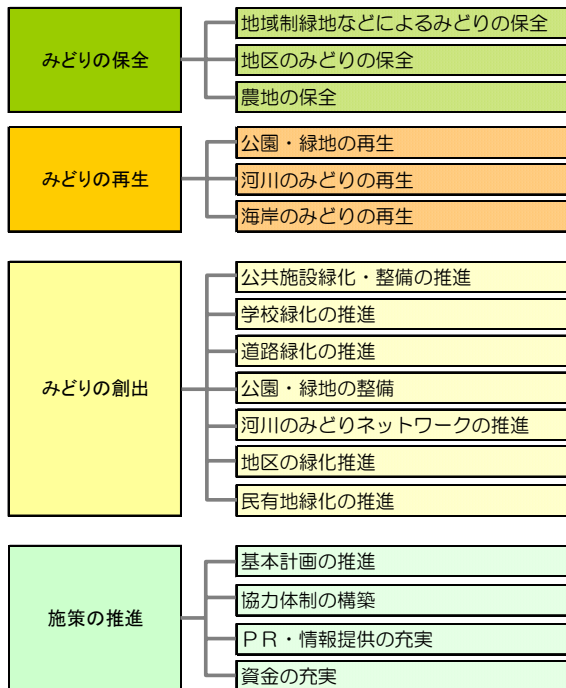 みどりの保全
地域制緑地などによるみどりの保全
地区のみどりの保全
農地の保全
みどりの再生
公園・緑地の再生
河川のみどりの再生
海岸のみどりの再生
みどりの創出
公共施設緑化・整備の推進
学校緑化の推進
道路緑化の推進
公園・緑地の整備
河川のみどりネットワークの推進
地区の緑化推進
民有地緑化の推進
施策の推進
基本計画の推進
協力体制の構築
ＰＲ・情報提供の充実
資金の充実